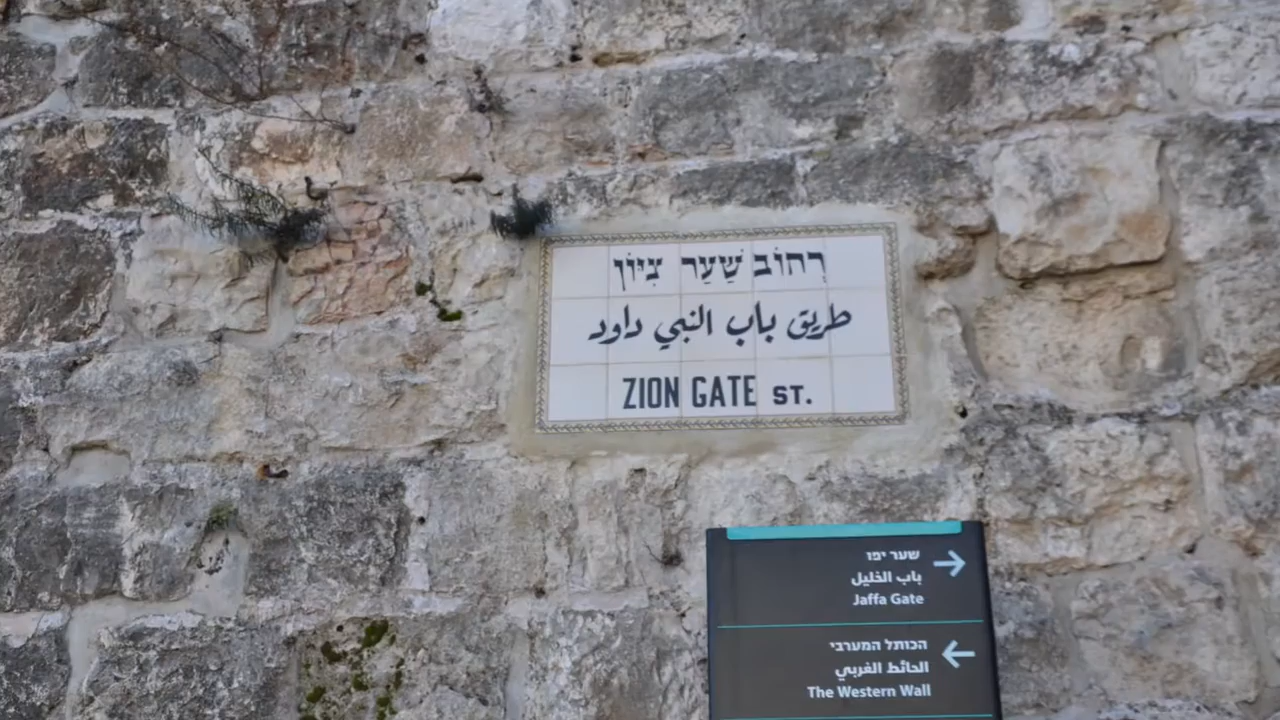 רְחוֹב שַׁעַר צִיּוֹן
طريق باب النبي داود
ZION GATE ST.
שער יפו
باب الخليل
Jaffa Gate
הכותל המערבי
الحائط الغربي
The Western Wall